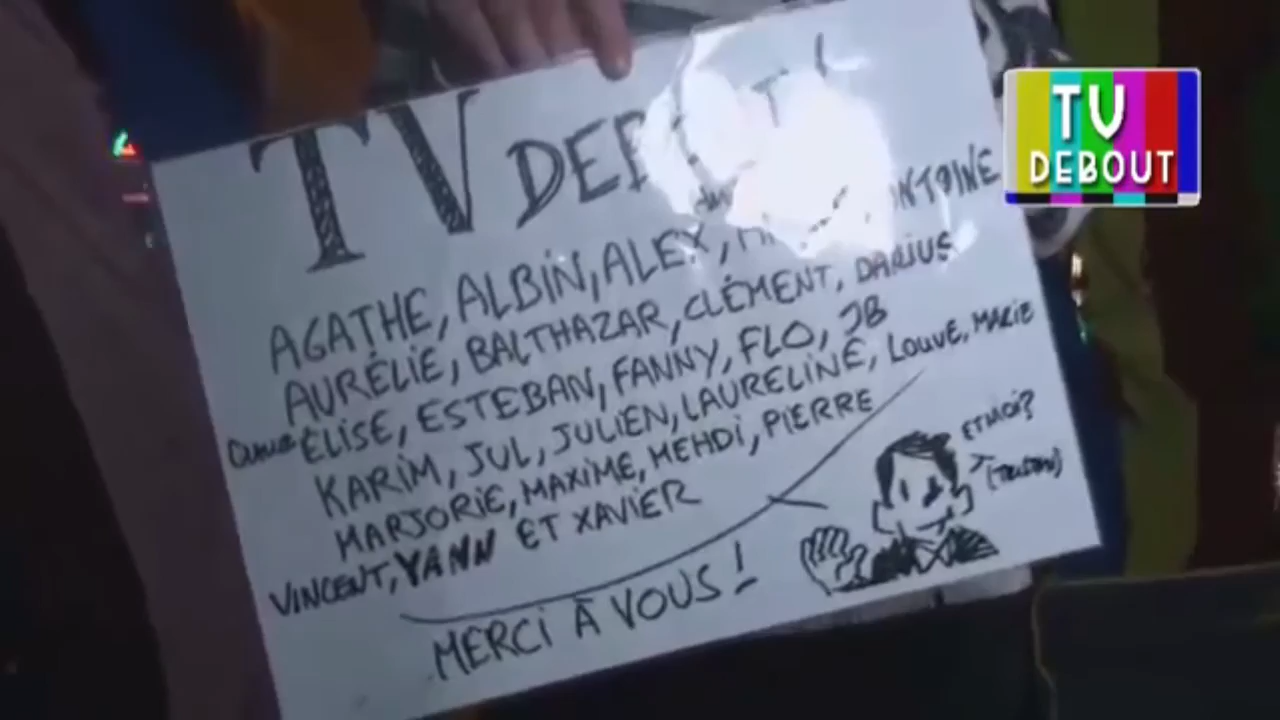 TV DEB
AGATHE, ALBIN, ALEX,
AURÉLIE, BALTHAZAR, CLÉMENT, DARIUS
ÉLISE, ESTEBAN, FANNY, FLO, JB
KARIM, JUL, JULIEN, LAURELINE, LOUVE, MARIE
MARJORIE, MAXIME, MEHDI, PIERRE
VINCENT, YANN ET XAVIER
MERCI À VOUS !
ET MOI?
(TRISTAN)
TV
DEBOUT